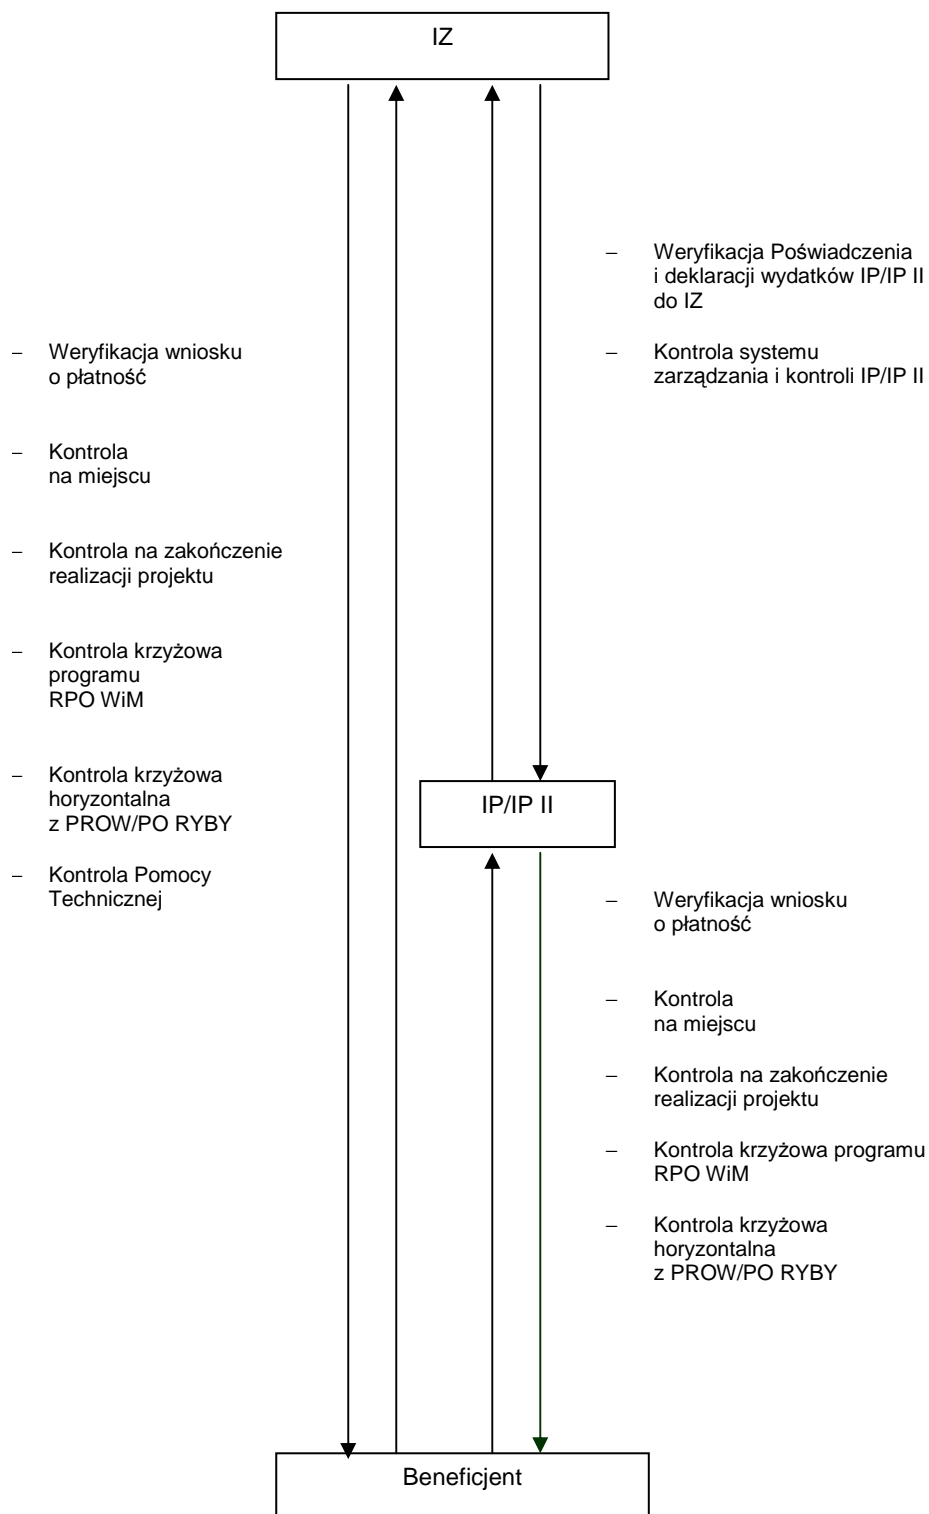 IZ
– Weryfikacja Poświadczenia
i deklaracji wydatków IP/IP II
do IZ
– Kontrola systemu
zarządzania i kontroli IP/IP II
– Weryfikacja wniosku
o płatność
– Kontrola
na miejscu
– Kontrola na zakończenie
realizacji projektu
– Kontrola krzyżowa
programu
RPO WiM
– Kontrola krzyżowa
horyzontalna
z PROW/PO RYBY
– Kontrola Pomocy
Technicznej
IP/IP II
– Weryfikacja wniosku
o płatność
– Kontrola
na miejscu
– Kontrola na zakończenie
realizacji projektu
– Kontrola krzyżowa programu
RPO WiM
– Kontrola krzyżowa
horyzontalna
z PROW/PO RYBY
Beneficjent